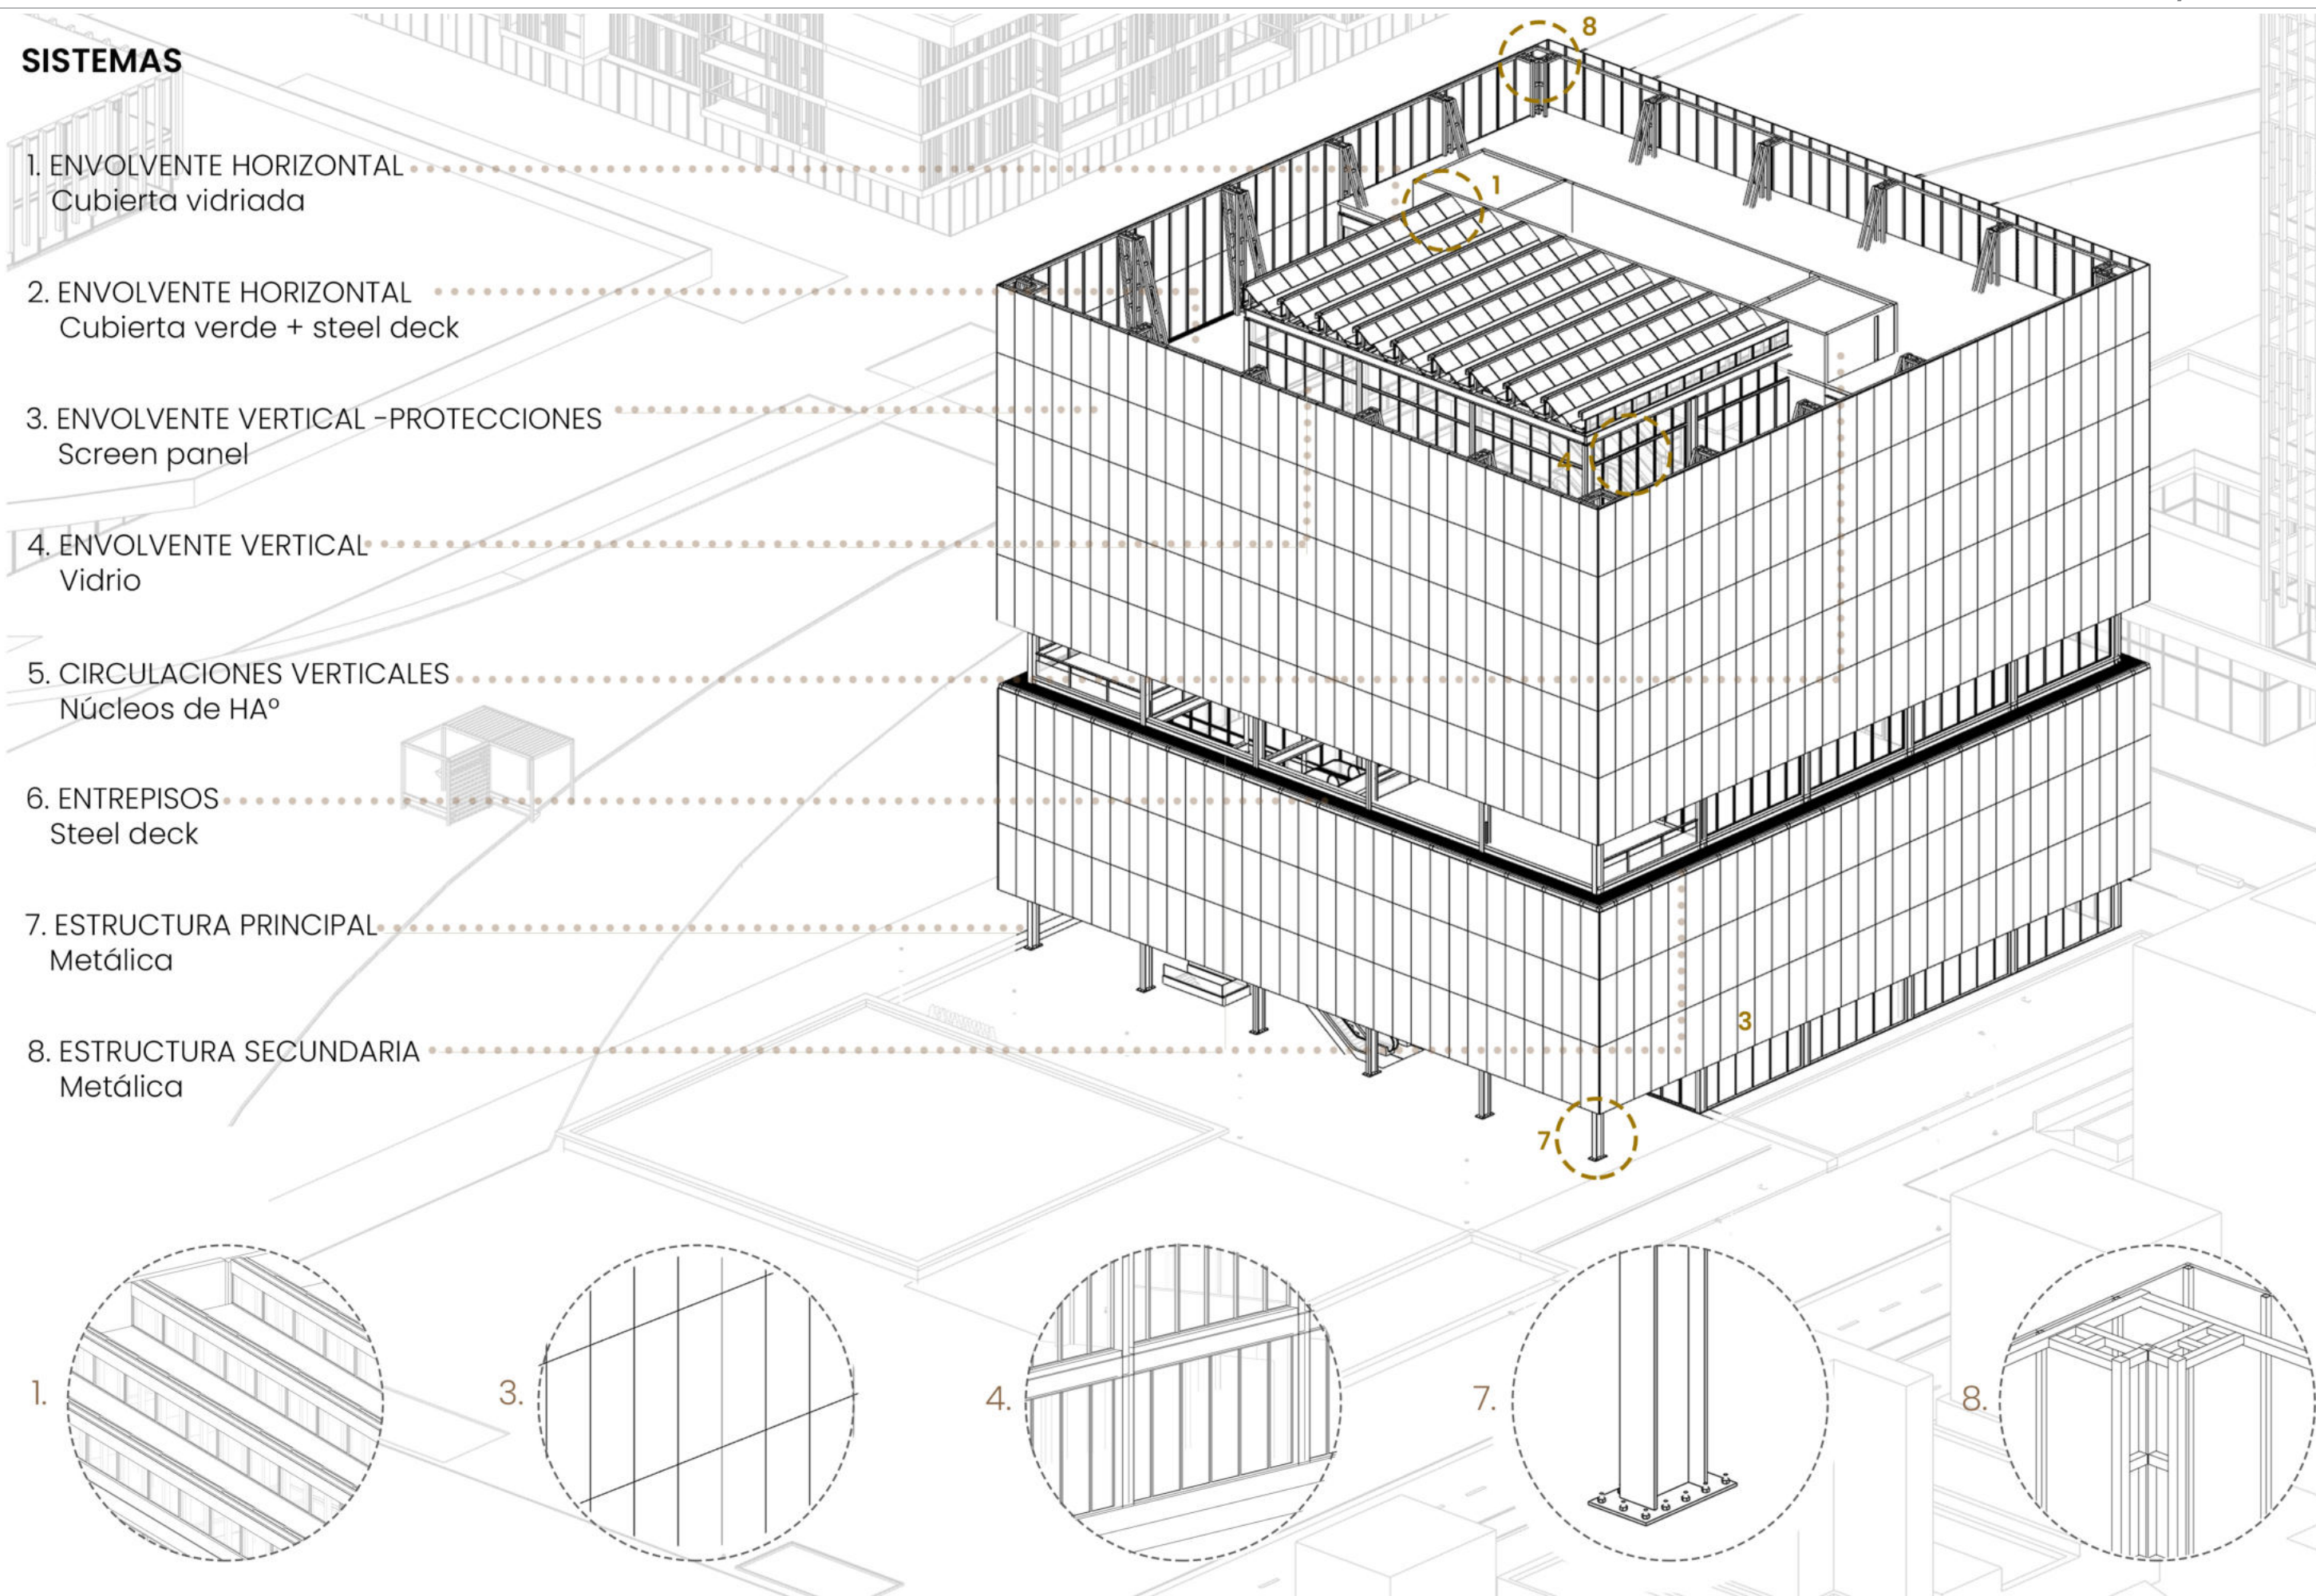 SISTEMAS
1. ENVOLVENTE HORIZONTAL
Cubierta vidriada
2. ENVOLVENTE HORIZONTAL
Cubierta verde + steel deck
3. ENVOLVENTE VERTICAL -PROTECCIONES
Screen panel
4. ENVOLVENTE VERTICAL
Vidrio
5. CIRCULACIONES VERTICALES
Núcleos de HAº
6. ENTREPISOS
Steel deck
7. ESTRUCTURA PRINCIPAL
Metálica
8. ESTRUCTURA SECUNDARIA
Metálica
8
1
4
3
7
1.
3.
4.
7.
8.